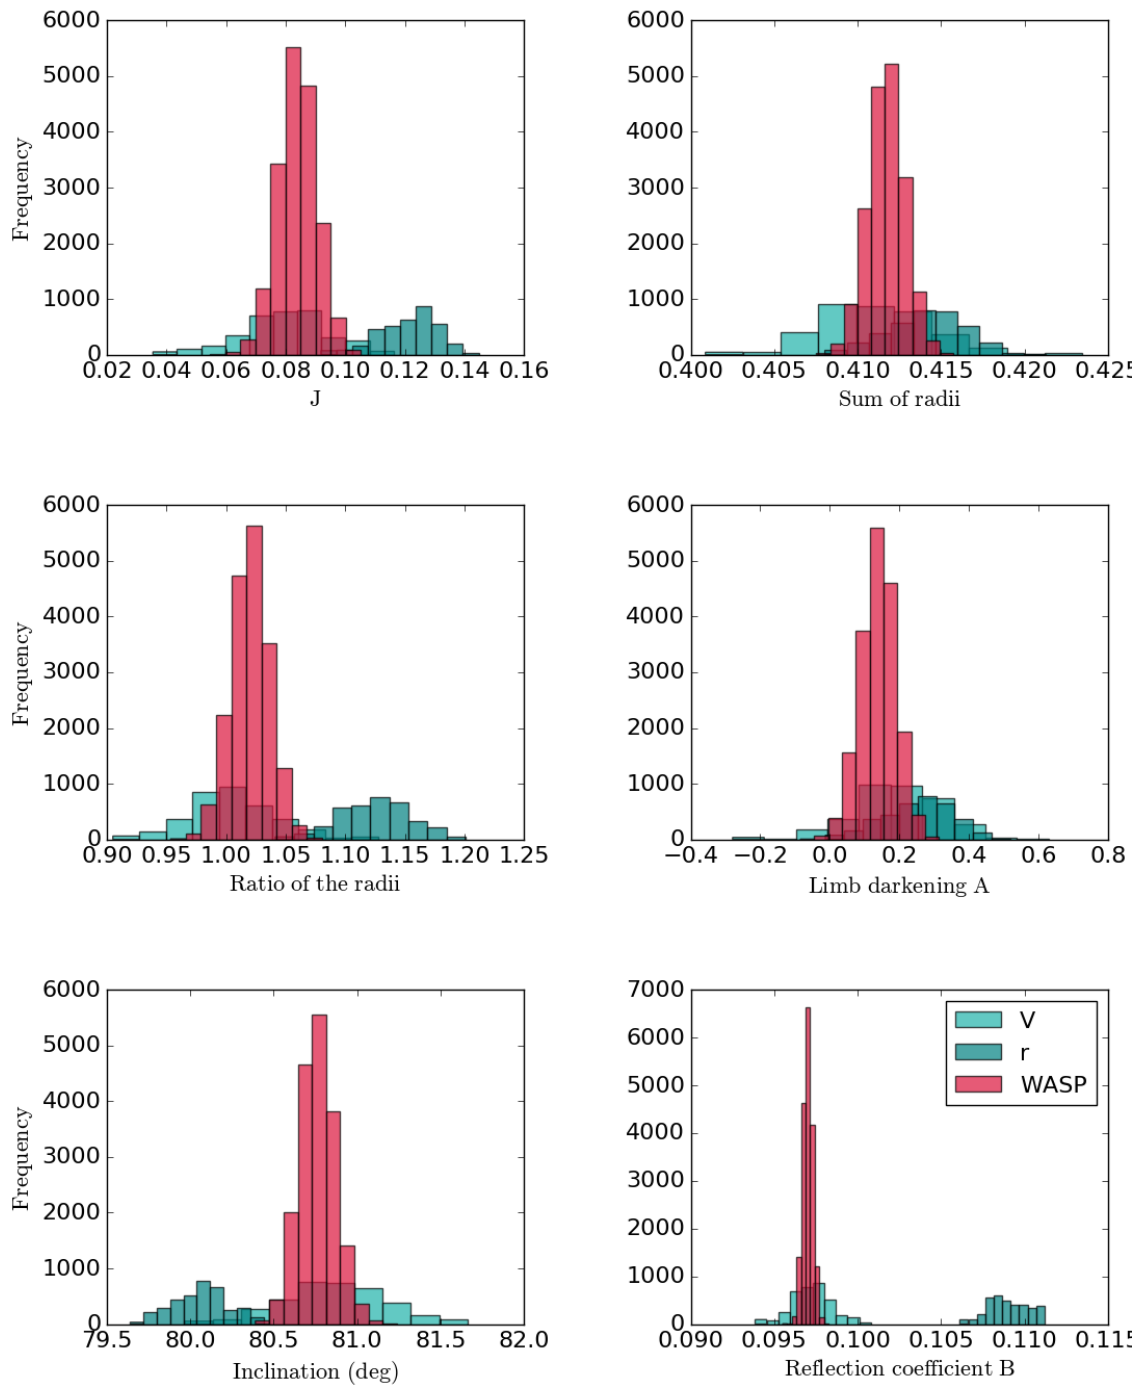 6000 5000 4000 3000 2000 1000 0
Frequency
0.02 0.04 0.06 0.08 0.10 0.12 0.14 0.16
J
6000 5000 4000 3000 2000 1000 0
0.400 0.405 0.410 0.415 0.420 0.425
Sum of radii
6000 5000 4000 3000 2000 1000 0
Frequency
0.90 0.95 1.00 1.05 1.10 1.15 1.20 1.25
Ratio of the radii
6000 5000 4000 3000 2000 1000 0
−0.4 −0.2 0.0 0.2 0.4 0.6 0.8
Limb darkening A
6000 5000 4000 3000 2000 1000 0
Frequency
79.5 80.0 80.5 81.0 81.5 82.0
Inclination (deg)
7000 6000 5000 4000 3000 2000 1000 0
V
r
WASP
0.090 0.095 0.100 0.105 0.110 0.115
Reflection coefficient B